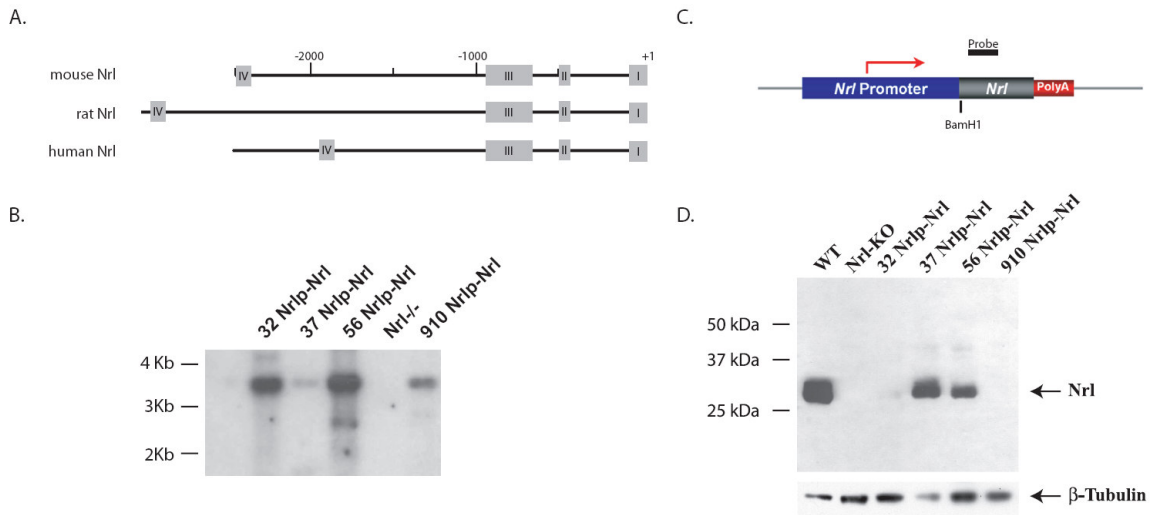 A.
-2000
-1000
+1
mouse Nrl
IV
III
II
I
rat Nrl
IV
III
II
I
human Nrl
IV
III
II
I
B.
32 Nrlp-Nrl
37 Nrlp-Nrl
56 Nrlp-Nrl
Nrl-/-
910 Nrlp-Nrl
4 Kb
3Kb
2Kb
C.
Probe
Nrl Promoter
Nrl
PolyA
BamH1
D.
WT
Nrl-KO
32 Nrlp-Nrl
37 Nrlp-Nrl
56 Nrlp-Nrl
910 Nrlp-Nrl
50 kDa
37 kDa
25 kDa
Nrl
β-Tubulin